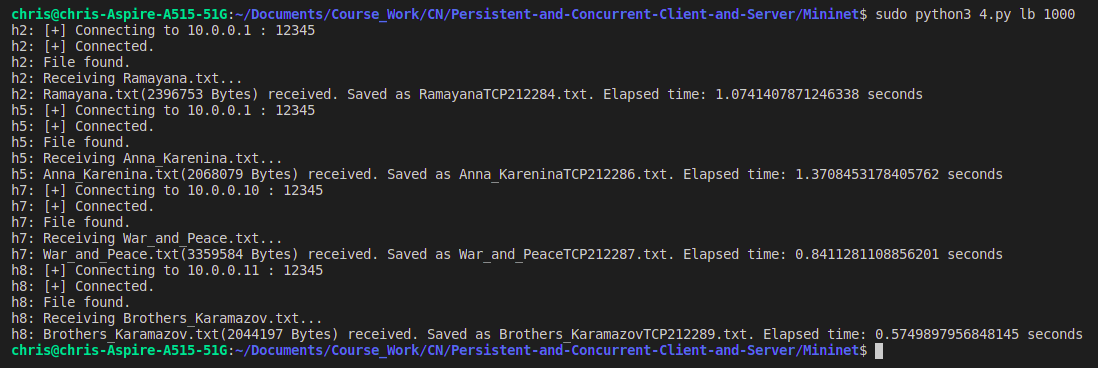 chris@chris-Aspire-A515-51G:~/Documents/Course_Work/CN/Persistent-and-Concurrent-Client-and-Server/Mininet$ sudo python3 4.py lb 1000
h2: [+] Connecting to 10.0.0.1 : 12345
h2: [+] Connected.
h2: File found.
h2: Receiving Ramayana.txt...
h2: Ramayana.txt(2396753 Bytes) received. Saved as RamayanaTCP212284.txt. Elapsed time: 1.0741407871246338 seconds
h5: [+] Connecting to 10.0.0.1 : 12345
h5: [+] Connected.
h5: File found.
h5: Receiving Anna_Karenina.txt...
h5: Anna_Karenina.txt(2068079 Bytes) received. Saved as Anna_KareninaTCP212286.txt. Elapsed time: 1.3708453178405762 seconds
h7: [+] Connecting to 10.0.0.10 : 12345
h7: [+] Connected.
h7: File found.
h7: Receiving War_and_Peace.txt...
h7: War_and_Peace.txt(3359584 Bytes) received. Saved as War_and_PeaceTCP212287.txt. Elapsed time: 0.8411281108856201 seconds
h8: [+] Connecting to 10.0.0.11 : 12345
h8: [+] Connected.
h8: File found.
h8: Receiving Brothers_Karamazov.txt...
h8: Brothers_Karamazov.txt(2044197 Bytes) received. Saved as Brothers_KaramazovTCP212289.txt. Elapsed time: 0.5749897956848145 seconds
chris@chris-Aspire-A515-51G:~/Documents/Course_Work/CN/Persistent-and-Concurrent-Client-and-Server/Mininet$